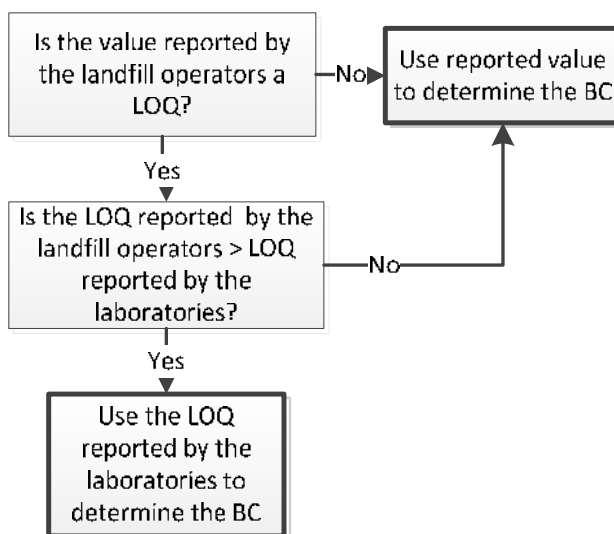 Is the value reported by
the landfill operators a
LOQ?
No
Use reported value
to determine the BC
Yes
Is the LOQ reported by the
landfill operators > LOQ
reported by the
laboratories?
No
Yes
Use the LOQ
reported by the
laboratories to
determine the BC